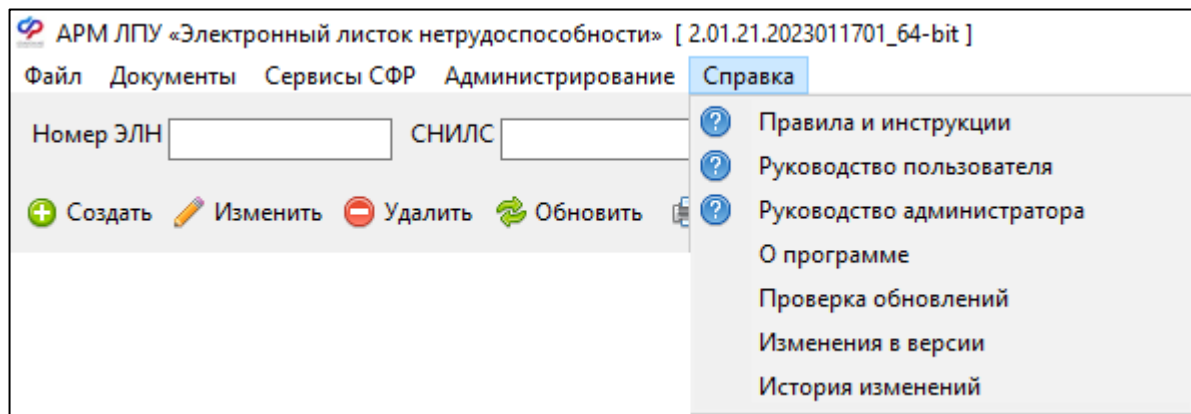 АРМ ЛПУ «Электронный листок нетрудоспособности» [ 2.01.21.2023011701_64-bit ]
Файл Документы Сервисы СФР Администрирование Справка
Номер ЭЛН СНИЛС
Создать Изменить Удалить Обновить
Правила и инструкции
Руководство пользователя
Руководство администратора
О программе
Проверка обновлений
Изменения в версии
История изменений